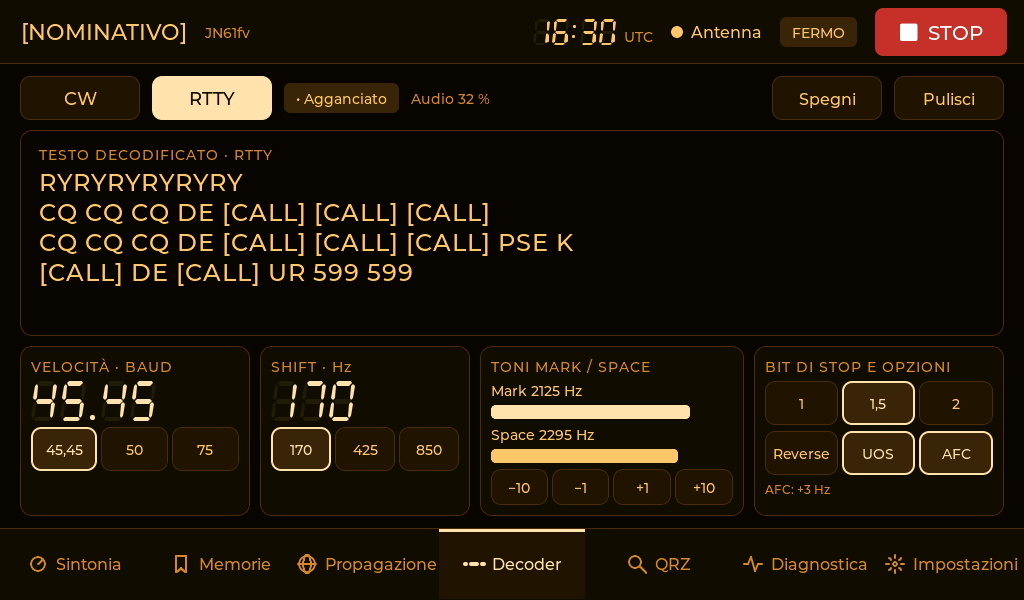 [NOMINATIVO] JN61fv 16:30 UTC Antenna FERMO STOP
CW RTTY • Agganciato Audio 32 % Spegni Pulisci
TESTO DECODIFICATO · RTTY
RYRYRYRYRYRY
CQ CQ CQ DE [CALL] [CALL] [CALL]
CQ CQ CQ DE [CALL] [CALL] [CALL] PSE K
[CALL] DE [CALL] UR 599 599
VELOCITÀ · BAUD
45.45
45,45 50 75
SHIFT · Hz
170
170 425 850
TONI MARK / SPACE
Mark 2125 Hz
Space 2295 Hz
−10 −1 +1 +10
BIT DI STOP E OPZIONI
1 1,5 2
Reverse UOS AFC
AFC: +3 Hz
Sintonia Memorie Propagazione Decoder QRZ Diagnostica Impostazioni